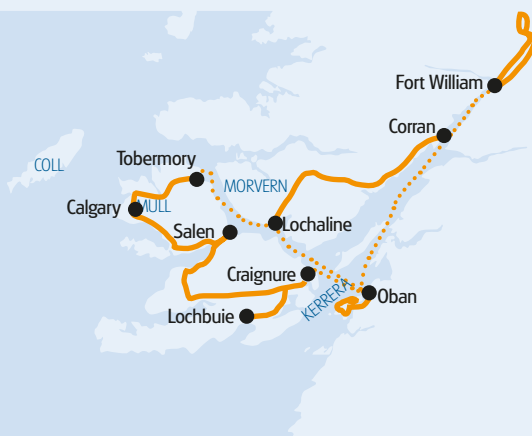 Fort William
Corran
Tobermory
COLL
MORVERN
Calgary
MULL
Salen
Lochaline
Craignure
KERRERA
Oban
Lochbuie